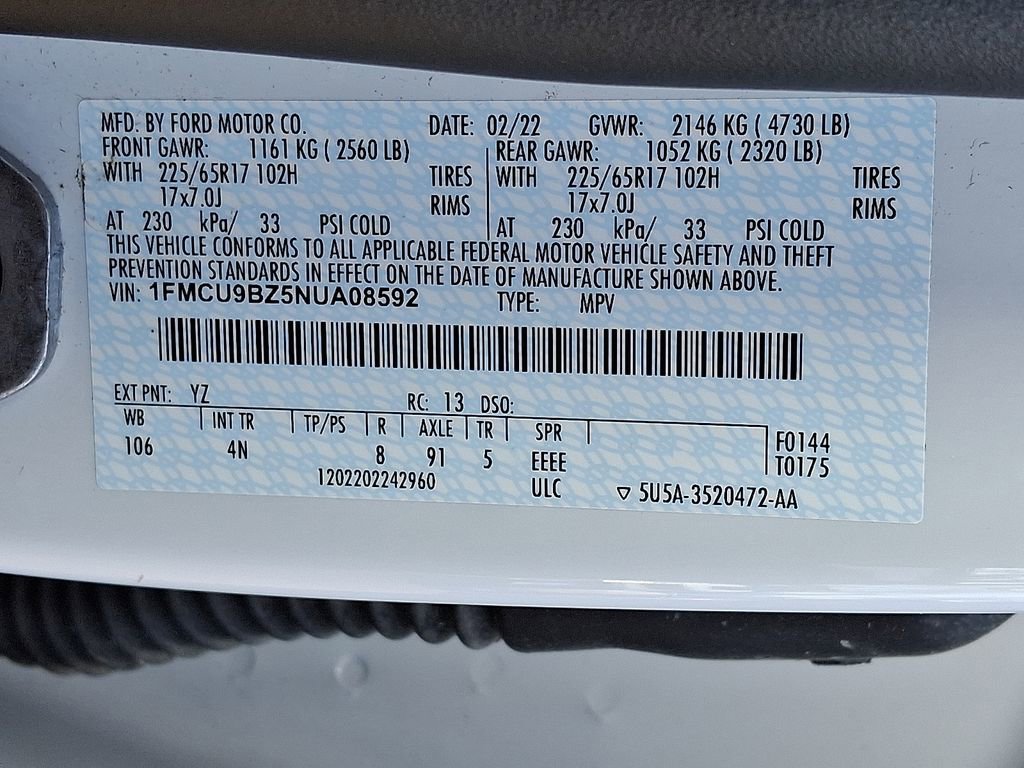 MFD. BY FORD MOTOR CO. DATE: 02/22 GVWR: 2146 KG ( 4730 LB)
FRONT GAWR: 1161 KG ( 2560 LB) REAR GAWR: 1052 KG ( 2320 LB)
WITH 225/65R17 102H TIRES WITH 225/65R17 102H TIRES
17x7.0J RIMS 17x7.0J RIMS
AT 230 kPa/ 33 PSI COLD AT 230 kPa/ 33 PSI COLD
THIS VEHICLE CONFORMS TO ALL APPLICABLE FEDERAL MOTOR VEHICLE SAFETY AND THEFT
PREVENTION STANDARDS IN EFFECT ON THE DATE OF MANUFACTURE SHOWN ABOVE.
VIN: 1FMCU9BZ5NUA08592 TYPE: MPV
EXT PNT: YZ RC: 13 DSO:
WB INT TR TP/PS R AXLE TR SPR F0144
106 4N 8 91 5 EEEE T0175
1202202242960 ULC ▽ 5U5A-3520472-AA